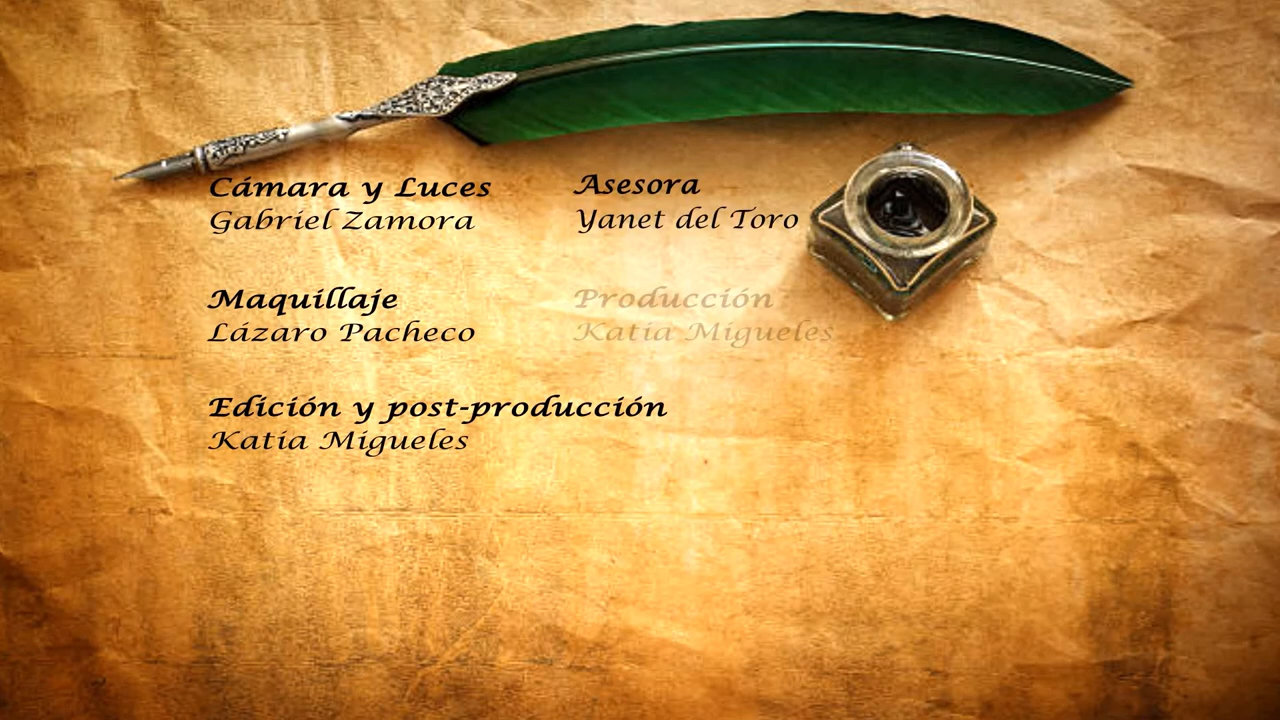 Cámara y Luces
Gabriel Zamora
Asesora
Yanet del Toro
Maquillaje
Lázaro Pacheco
Producción
Katia Migueles
Edición y post-producción
Katia Migueles